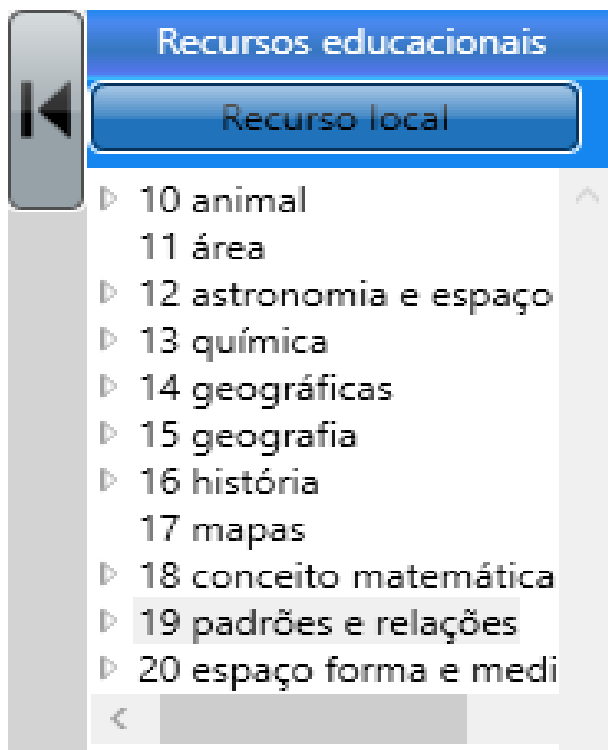 Recursos educacionais
Recurso local
10 animal
11 área
12 astronomia e espaço
13 química
14 geográficas
15 geografia
16 história
17 mapas
18 conceito matemática
19 padrões e relações
20 espaço forma e medi